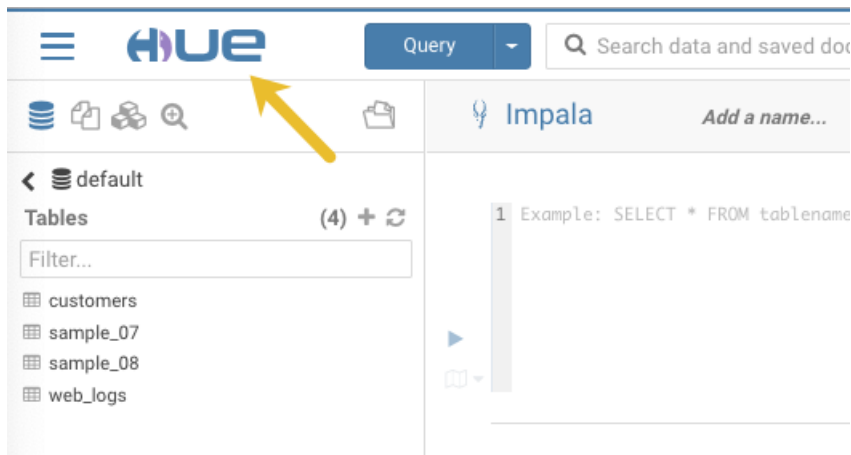 HUE
Query
Search data and saved doc
Impala
Add a name...
default
Tables (4)
Filter...
customers
sample_07
sample_08
web_logs
1 Example: SELECT * FROM tablename